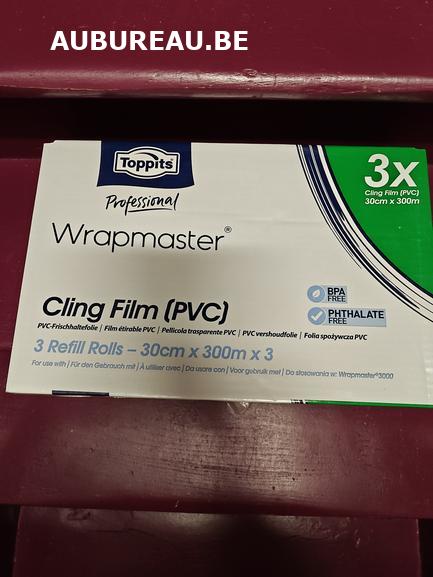 AUBUREAU.BE
Toppits®
Professional
Wrapmaster®
3x
Cling Film (PVC)
30cm x 300m
BPA
FREE
PHTHALATE
FREE
Cling Film (PVC)
PVC-Frischhaltefolie | Film étirable PVC | Pellicola trasparente PVC | PVC vershoudfolie | Folia spożywcza PVC
3 Refill Rolls – 30cm x 300m x 3
For use with | Für den Gebrauch mit | À utiliser avec | Da usare con | Voor gebruik met | Do stosowania w: Wrapmaster®3000